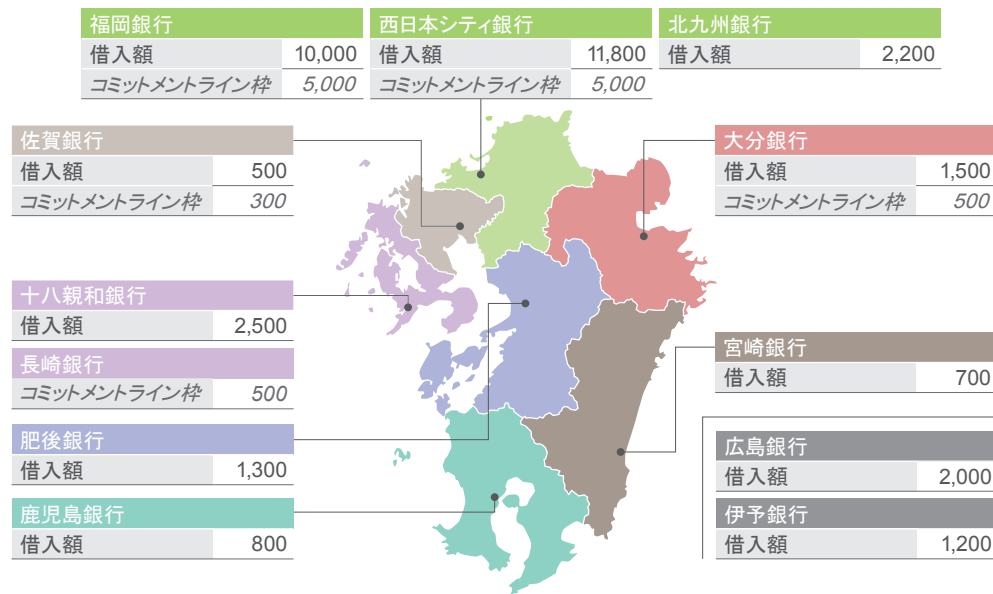 福岡銀行
借入額 10,000
コミットメントライン枠 5,000
西日本シティ銀行
借入額 11,800
コミットメントライン枠 5,000
北九州銀行
借入額 2,200
佐賀銀行
借入額 500
コミットメントライン枠 300
大分銀行
借入額 1,500
コミットメントライン枠 500
十八親和銀行
借入額 2,500
長崎銀行
コミットメントライン枠 500
宮崎銀行
借入額 700
肥後銀行
借入額 1,300
広島銀行
借入額 2,000
鹿児島銀行
借入額 800
伊予銀行
借入額 1,200